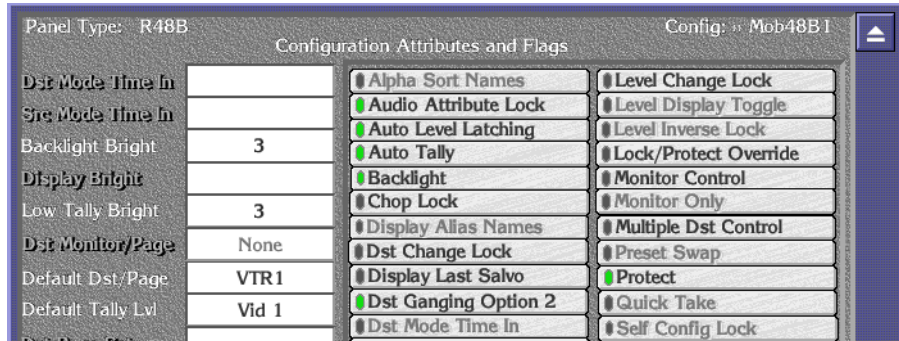 Panel Type: R48B
Config: » Mob48B1
Configuration Attributes and Flags
Dst Mode Time In
Src Mode Time In
Backlight Bright 3
Display Bright
Low Tally Bright 3
Dst Monitor/Page None
Default Dst/Page VTR1
Default Tally Lvl Vid 1
Alpha Sort Names
Audio Attribute Lock
Auto Level Latching
Auto Tally
Backlight
Chop Lock
Display Alias Names
Dst Change Lock
Display Last Salvo
Dst Ganging Option 2
Dst Mode Time In
Level Change Lock
Level Display Toggle
Level Inverse Lock
Lock/Protect Override
Monitor Control
Monitor Only
Multiple Dst Control
Preset Swap
Protect
Quick Take
Self Config Lock